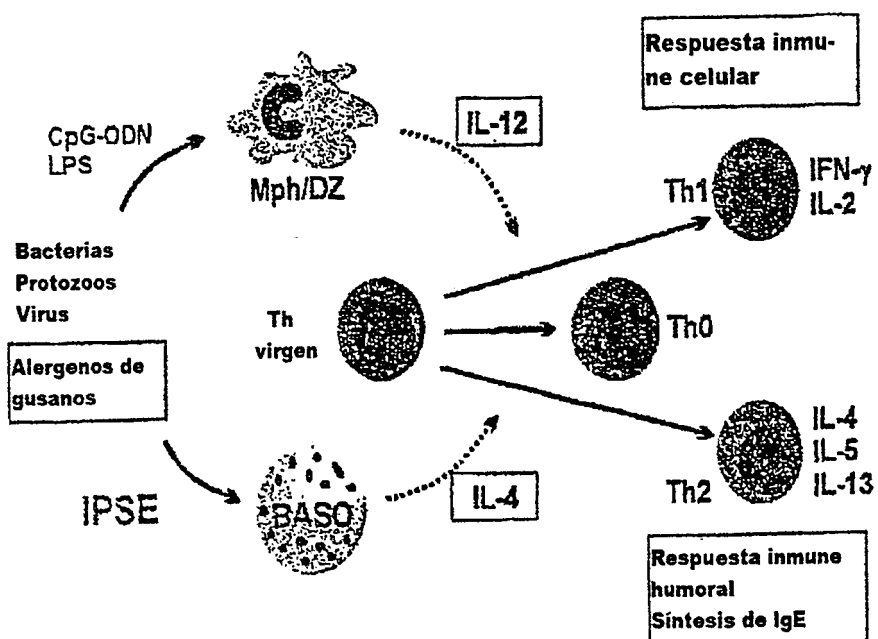 Respuesta inmu-
ne celular
CpG-ODN
LPS
IL-12
Mph/DZ
Th1
IFN-γ
IL-2
Bacterias
Protozoos
Virus
Th
virgen
Th0
Alergenos de
gusanos
IPSE
BASO
IL-4
Th2
IL-4
IL-5
IL-13
Respuesta inmune
humoral
Síntesis de IgE